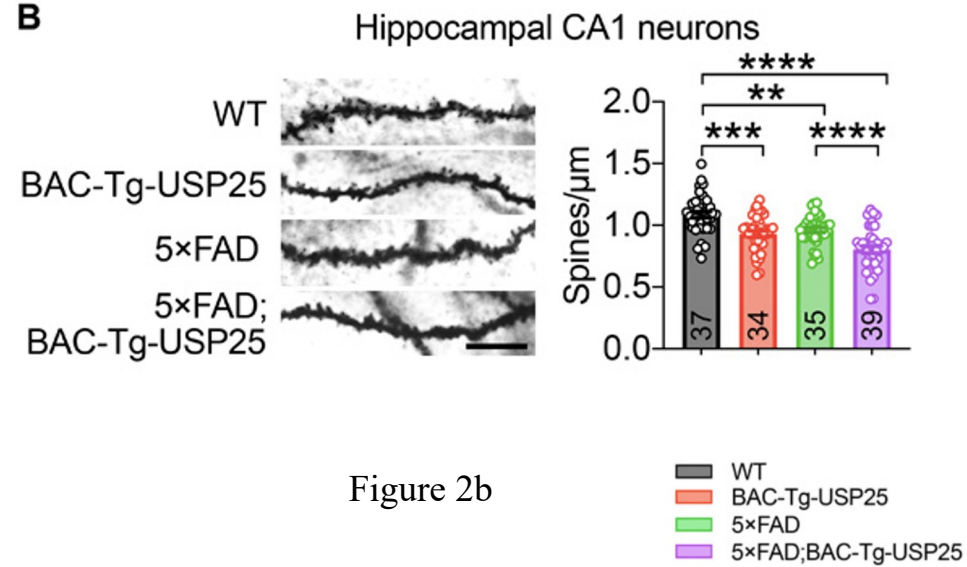 B
Hippocampal CA1 neurons
WT
BAC-Tg-USP25
5×FAD
5×FAD;
BAC-Tg-USP25
****
**
*** ****
Spines/μm
2.0
1.5
1.0
0.5
0.0
37 34 35 39
Figure 2b
WT
BAC-Tg-USP25
5×FAD
5×FAD;BAC-Tg-USP25